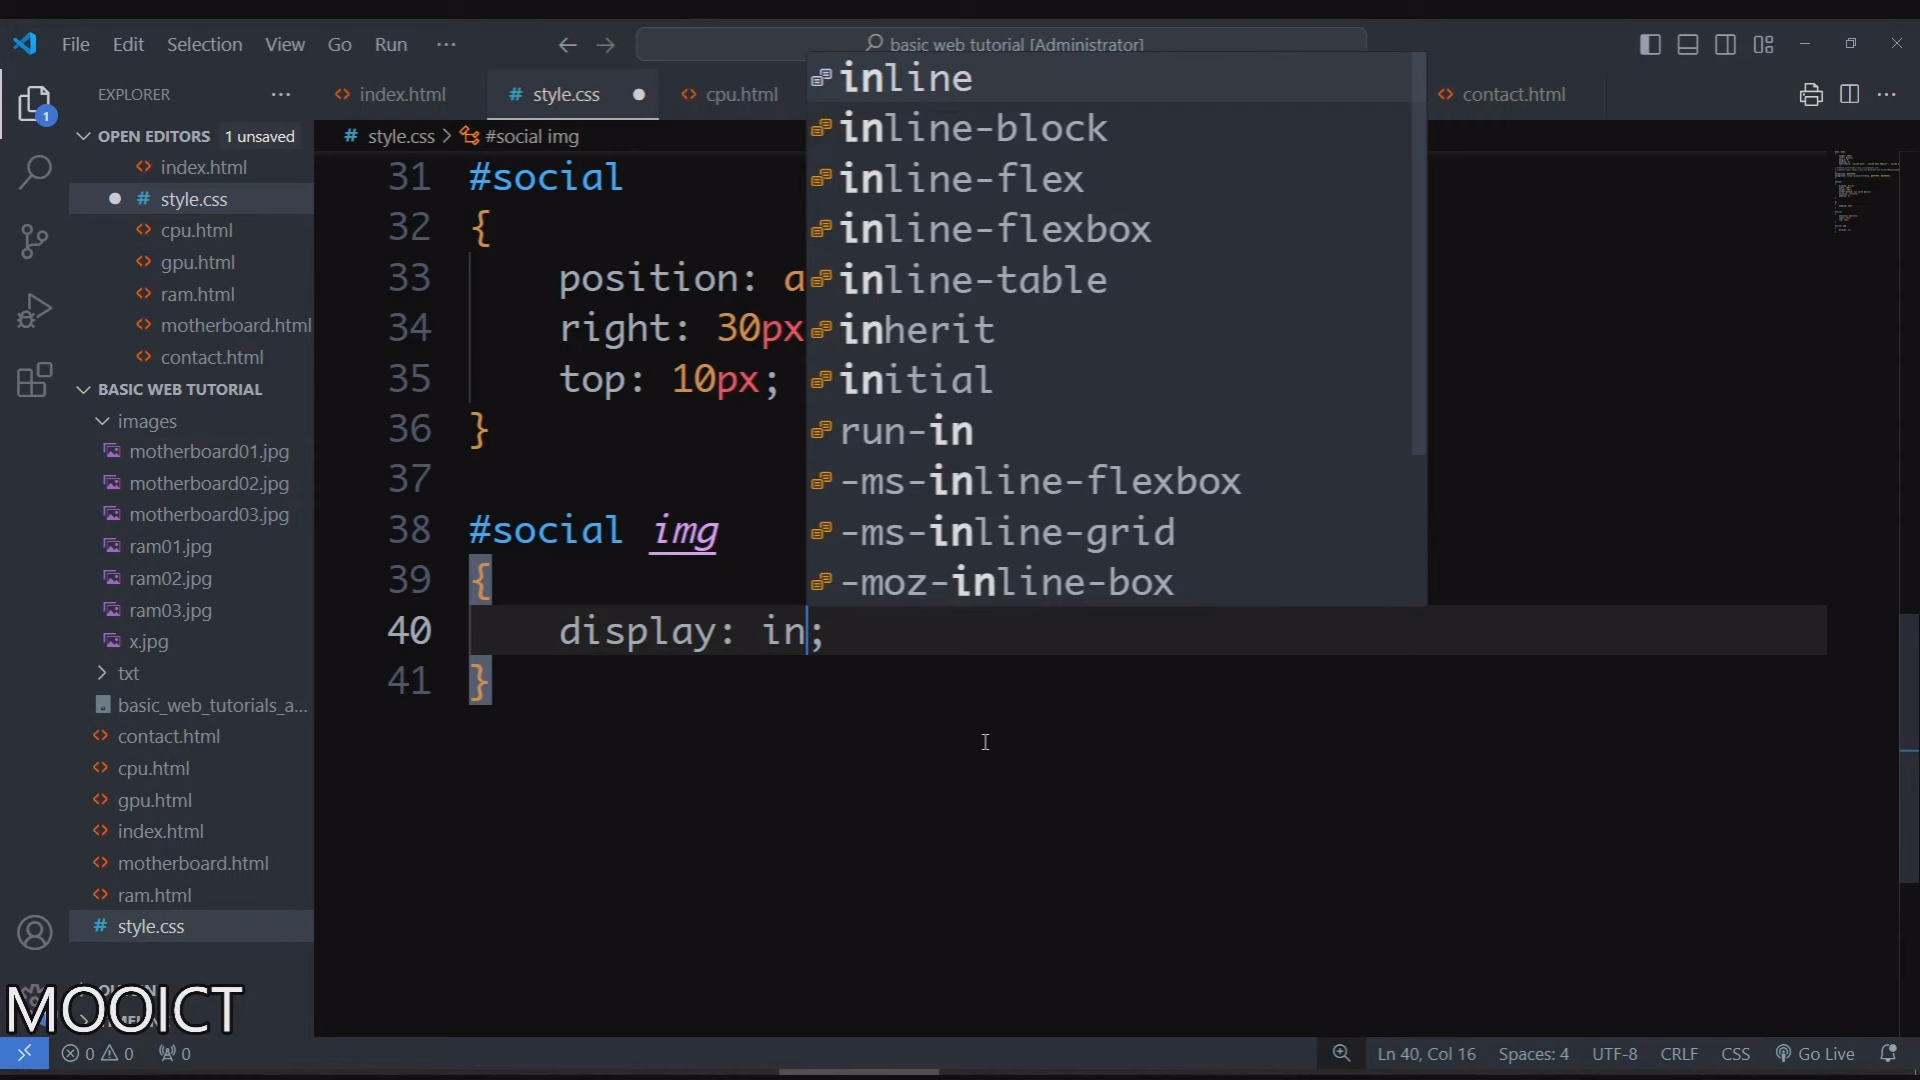 File Edit Selection View Go Run ···
basic web tutorial [Administrator]
EXPLORER ···
index.html
style.css
cpu.html
contact.html
···
OPEN EDITORS 1 unsaved
index.html
style.css
cpu.html
gpu.html
ram.html
motherboard.html
contact.html
BASIC WEB TUTORIAL
images
motherboard01.jpg
motherboard02.jpg
motherboard03.jpg
ram01.jpg
ram02.jpg
ram03.jpg
x.jpg
txt
basic_web_tutorials_a...
contact.html
cpu.html
gpu.html
index.html
motherboard.html
ram.html
style.css
1
# style.css > #social img
31 #social
32 {
33 position: a
34 right: 30px
35 top: 10px;
36 }
37
38 #social img
39 {
40 display: in;
41 }
inline
inline-block
inline-flex
inline-flexbox
inline-table
inherit
initial
run-in
-ms-inline-flexbox
-ms-inline-grid
-moz-inline-box
MOOICT
0 0 0
Ln 40, Col 16 Spaces: 4 UTF-8 CRLF CSS Go Live